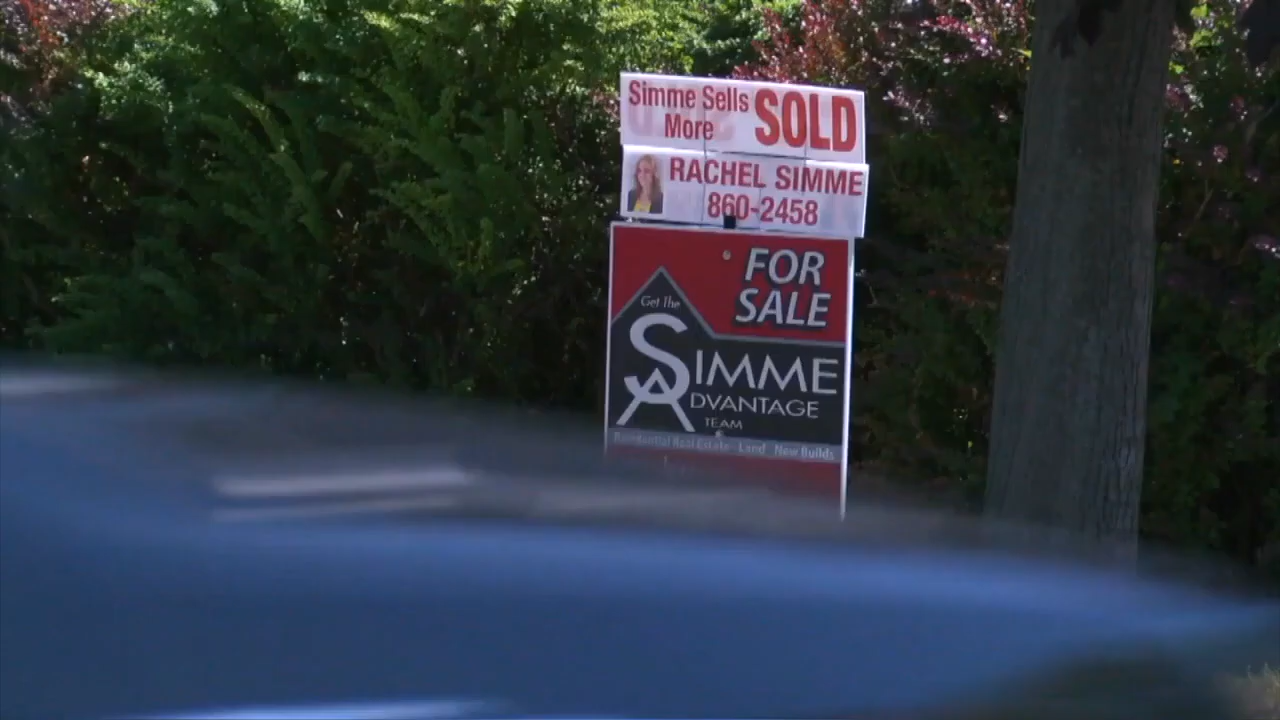 Simme Sells
More SOLD
RACHEL SIMME
860-2458
FOR
SALE
Get The
SIMME
ADVANTAGE
TEAM
Residential Real Estate Land New Builds